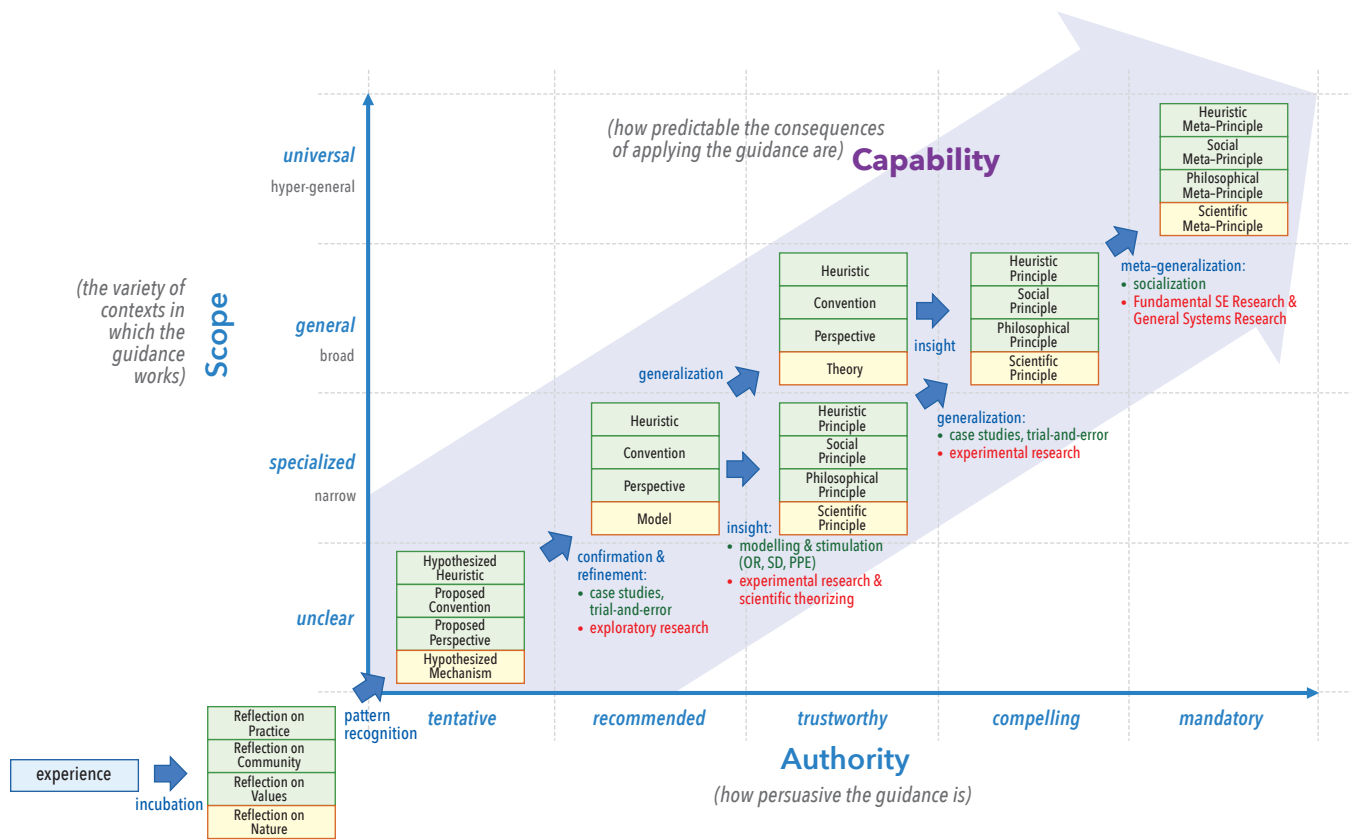 (how predictable the consequences
of applying the guidance are)
Capability
Heuristic
Meta–Principle
Social
Meta–Principle
Philosophical
Meta–Principle
Scientific
Meta–Principle
universal
hyper-general
(the variety of
contexts in
which the
guidance
works)
Scope
general
broad
Heuristic
Convention
Perspective
Theory
insight
Heuristic
Principle
Social
Principle
Philosophical
Principle
Scientific
Principle
meta–generalization:
• socialization
• Fundamental SE Research &
General Systems Research
generalization
specialized
narrow
Heuristic
Convention
Perspective
Model
Heuristic
Principle
Social
Principle
Philosophical
Principle
Scientific
Principle
generalization:
• case studies, trial-and-error
• experimental research
insight:
• modelling & stimulation
(OR, SD, PPE)
• experimental research &
scientific theorizing
unclear
Hypothesized
Heuristic
Proposed
Convention
Proposed
Perspective
Hypothesized
Mechanism
confirmation &
refinement:
• case studies,
trial-and-error
• exploratory research
pattern
recognition
tentative
recommended
trustworthy
compelling
mandatory
Authority
(how persuasive the guidance is)
experience
incubation
Reflection on
Practice
Reflection on
Community
Reflection on
Values
Reflection on
Nature